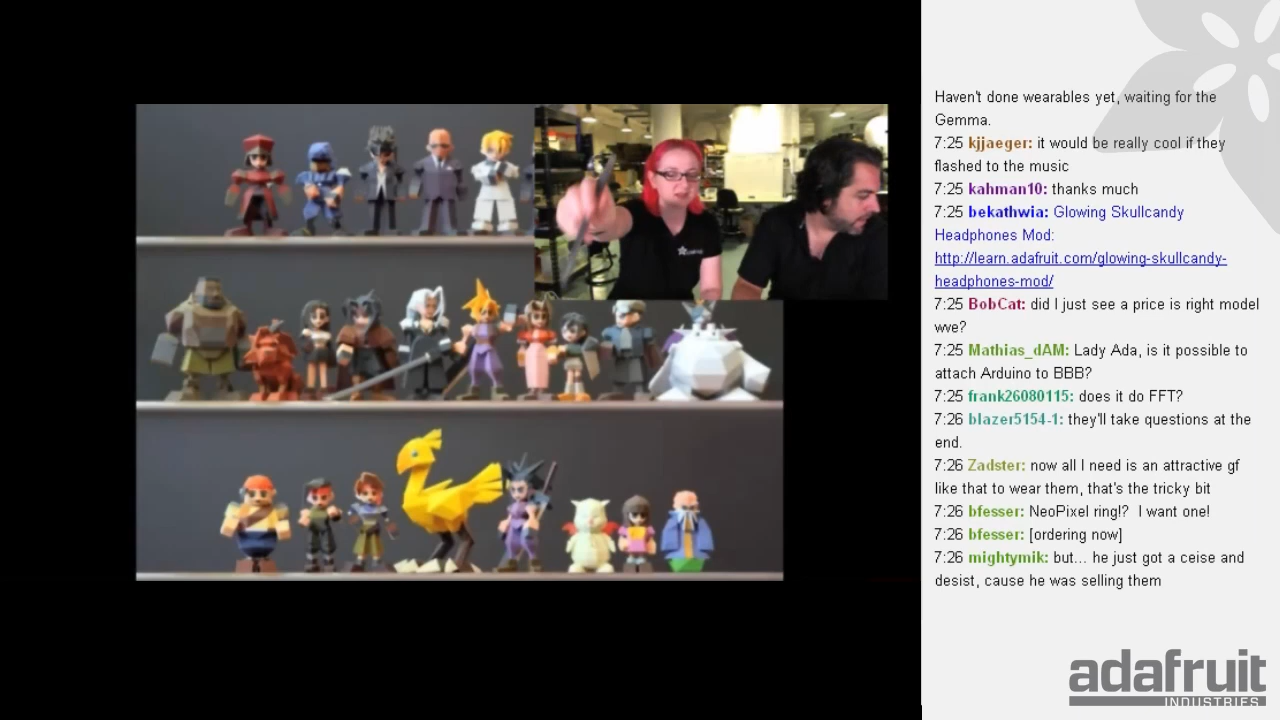 Haven't done wearables yet, waiting for the
Gemma.
7:25 kjjaeger: it would be really cool if they
flashed to the music
7:25 kahman10: thanks much
7:25 bekathwia: Glowing Skullcandy
Headphones Mod:
http://learn.adafruit.com/glowing-skullcandy-
headphones-mod/
7:25 BobCat: did I just see a price is right model
wve?
7:25 Mathias_dAM: Lady Ada, is it possible to
attach Arduino to BBB?
7:25 frank26080115: does it do FFT?
7:26 blazer5154-1: they'll take questions at the
end.
7:26 Zadster: now all I need is an attractive gf
like that to wear them, that's the tricky bit
7:26 bfesser: NeoPixel ring!? I want one!
7:26 bfesser: [ordering now]
7:26 mightymik: but... he just got a ceise and
desist, cause he was selling them
adafruit
INDUSTRIES